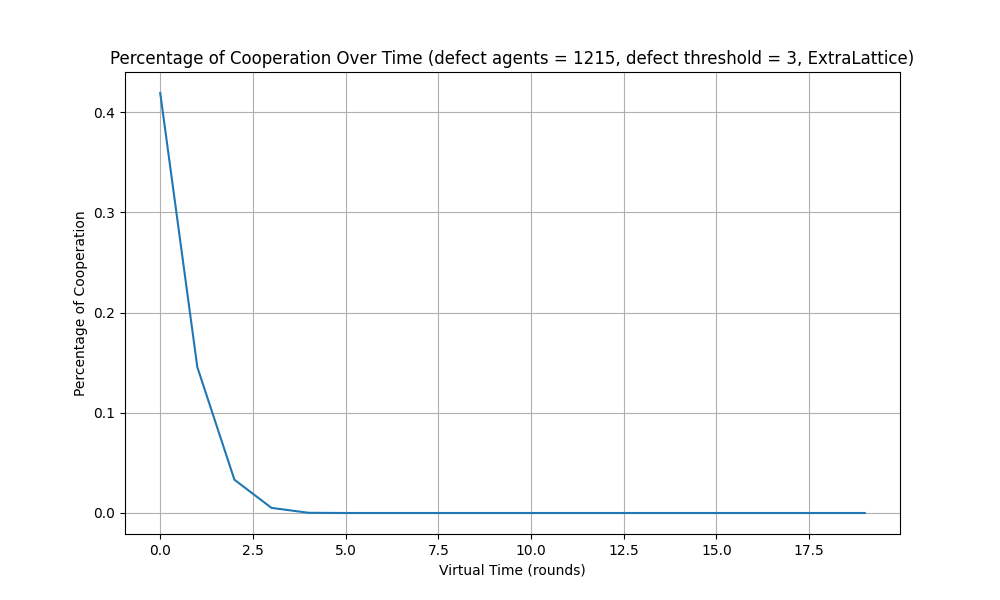 Percentage of Cooperation Over Time (defect agents = 1215, defect threshold = 3, ExtraLattice)
Percentage of Cooperation
0.4
0.3
0.2
0.1
0.0
0.0 2.5 5.0 7.5 10.0 12.5 15.0 17.5
Virtual Time (rounds)